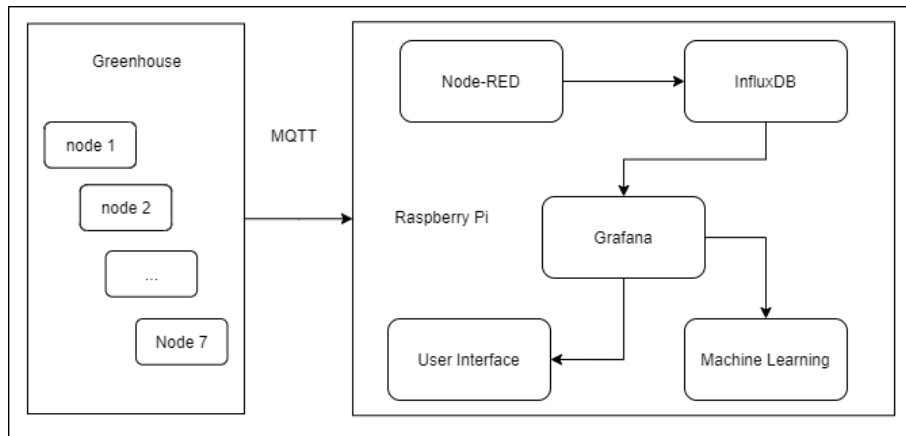 Greenhouse
node 1
node 2
...
Node 7
MQTT
Raspberry Pi
Node-RED
InfluxDB
Grafana
User Interface
Machine Learning